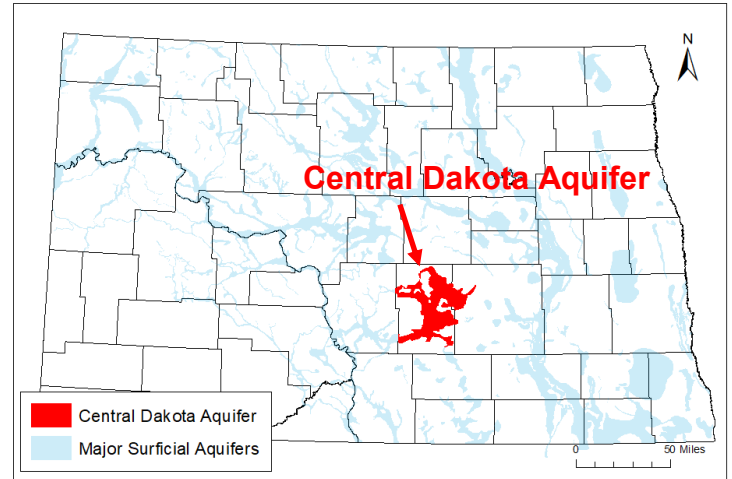 N
Central Dakota Aquifer
Central Dakota Aquifer
Major Surficial Aquifers
0 50 Miles